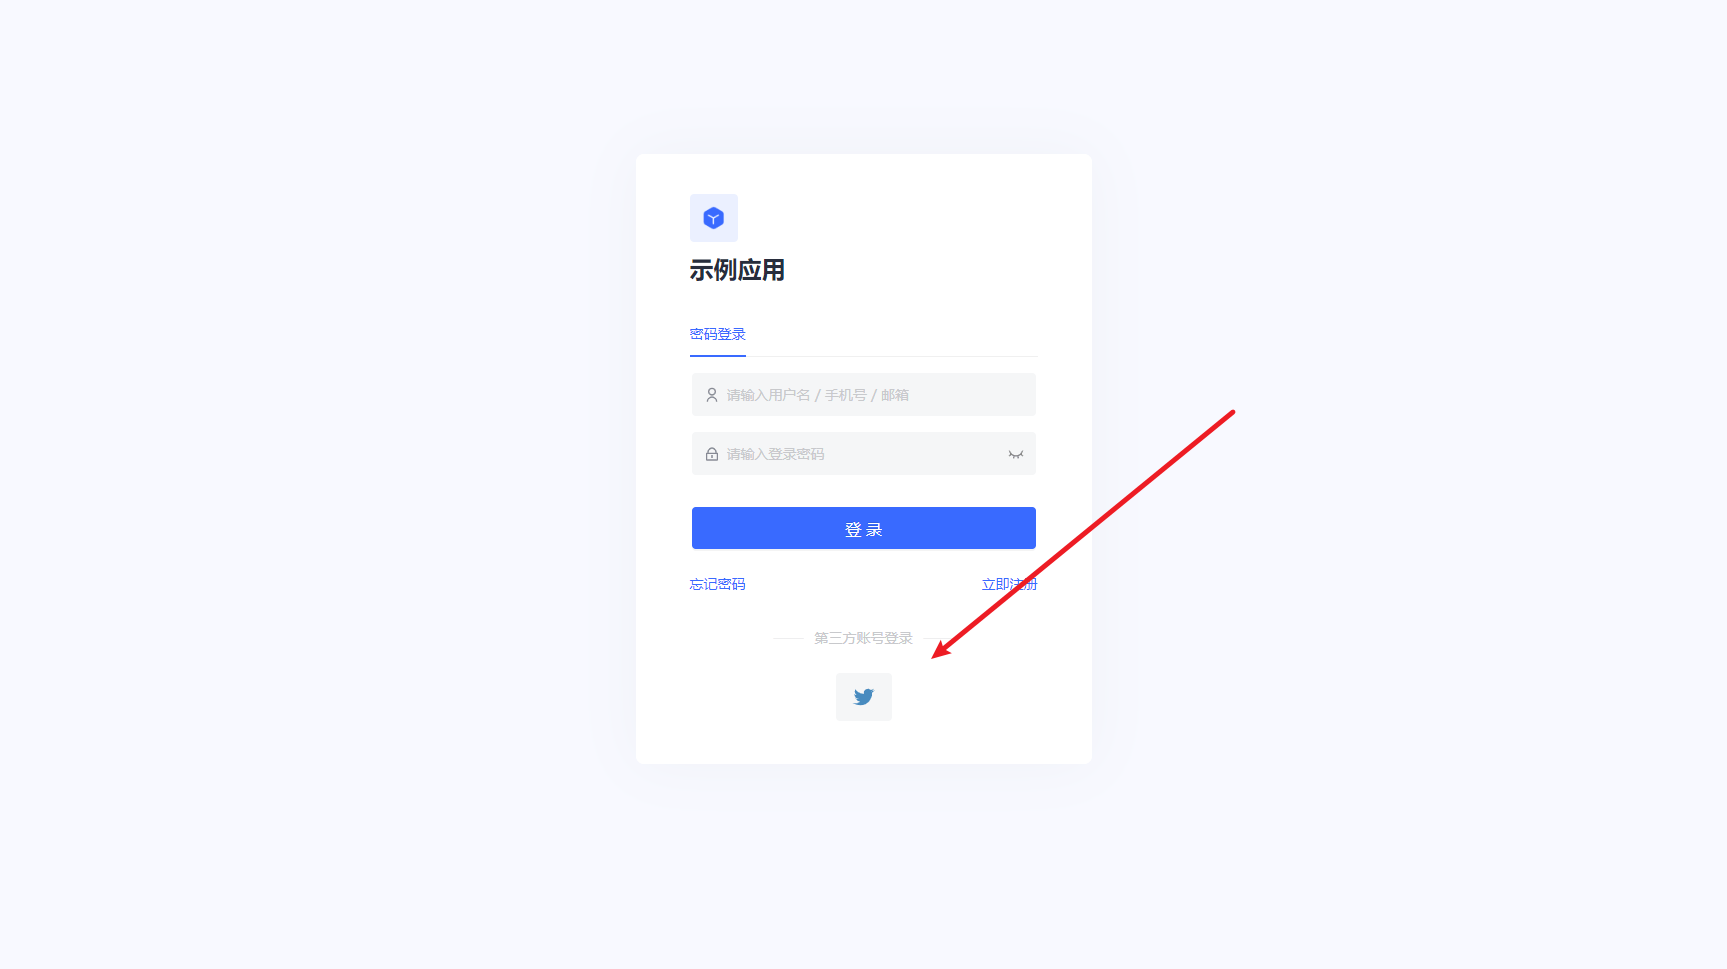 示例应用
密码登录
请输入用户名 / 手机号 / 邮箱
请输入登录密码
登 录
忘记密码
立即注册
第三方账号登录